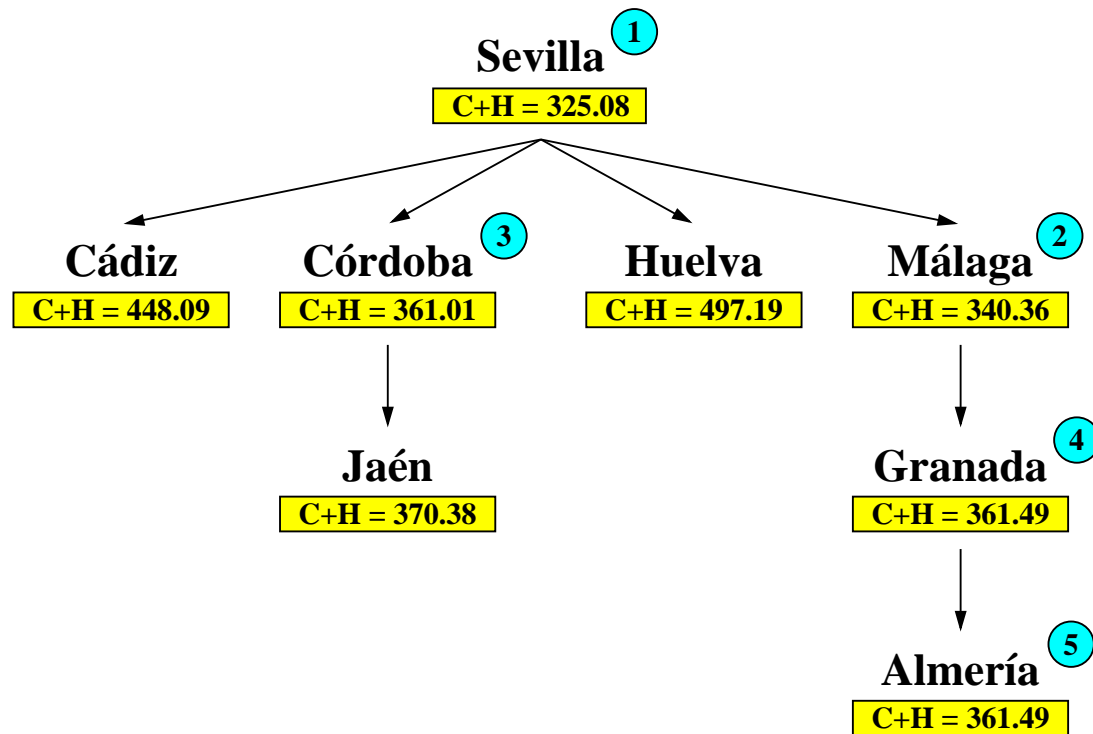 1
Sevilla
C+H = 325.08
3
2
Cádiz
Córdoba
Huelva
Málaga
C+H = 448.09
C+H = 361.01
C+H = 497.19
C+H = 340.36
4
Jaén
Granada
C+H = 370.38
C+H = 361.49
5
Almería
C+H = 361.49